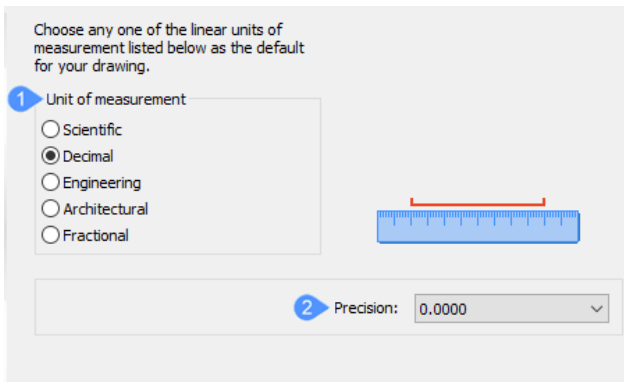 Choose any one of the linear units of
measurement listed below as the default
for your drawing.
1 Unit of measurement
Scientific
Decimal
Engineering
Architectural
Fractional
2 Precision: 0.0000